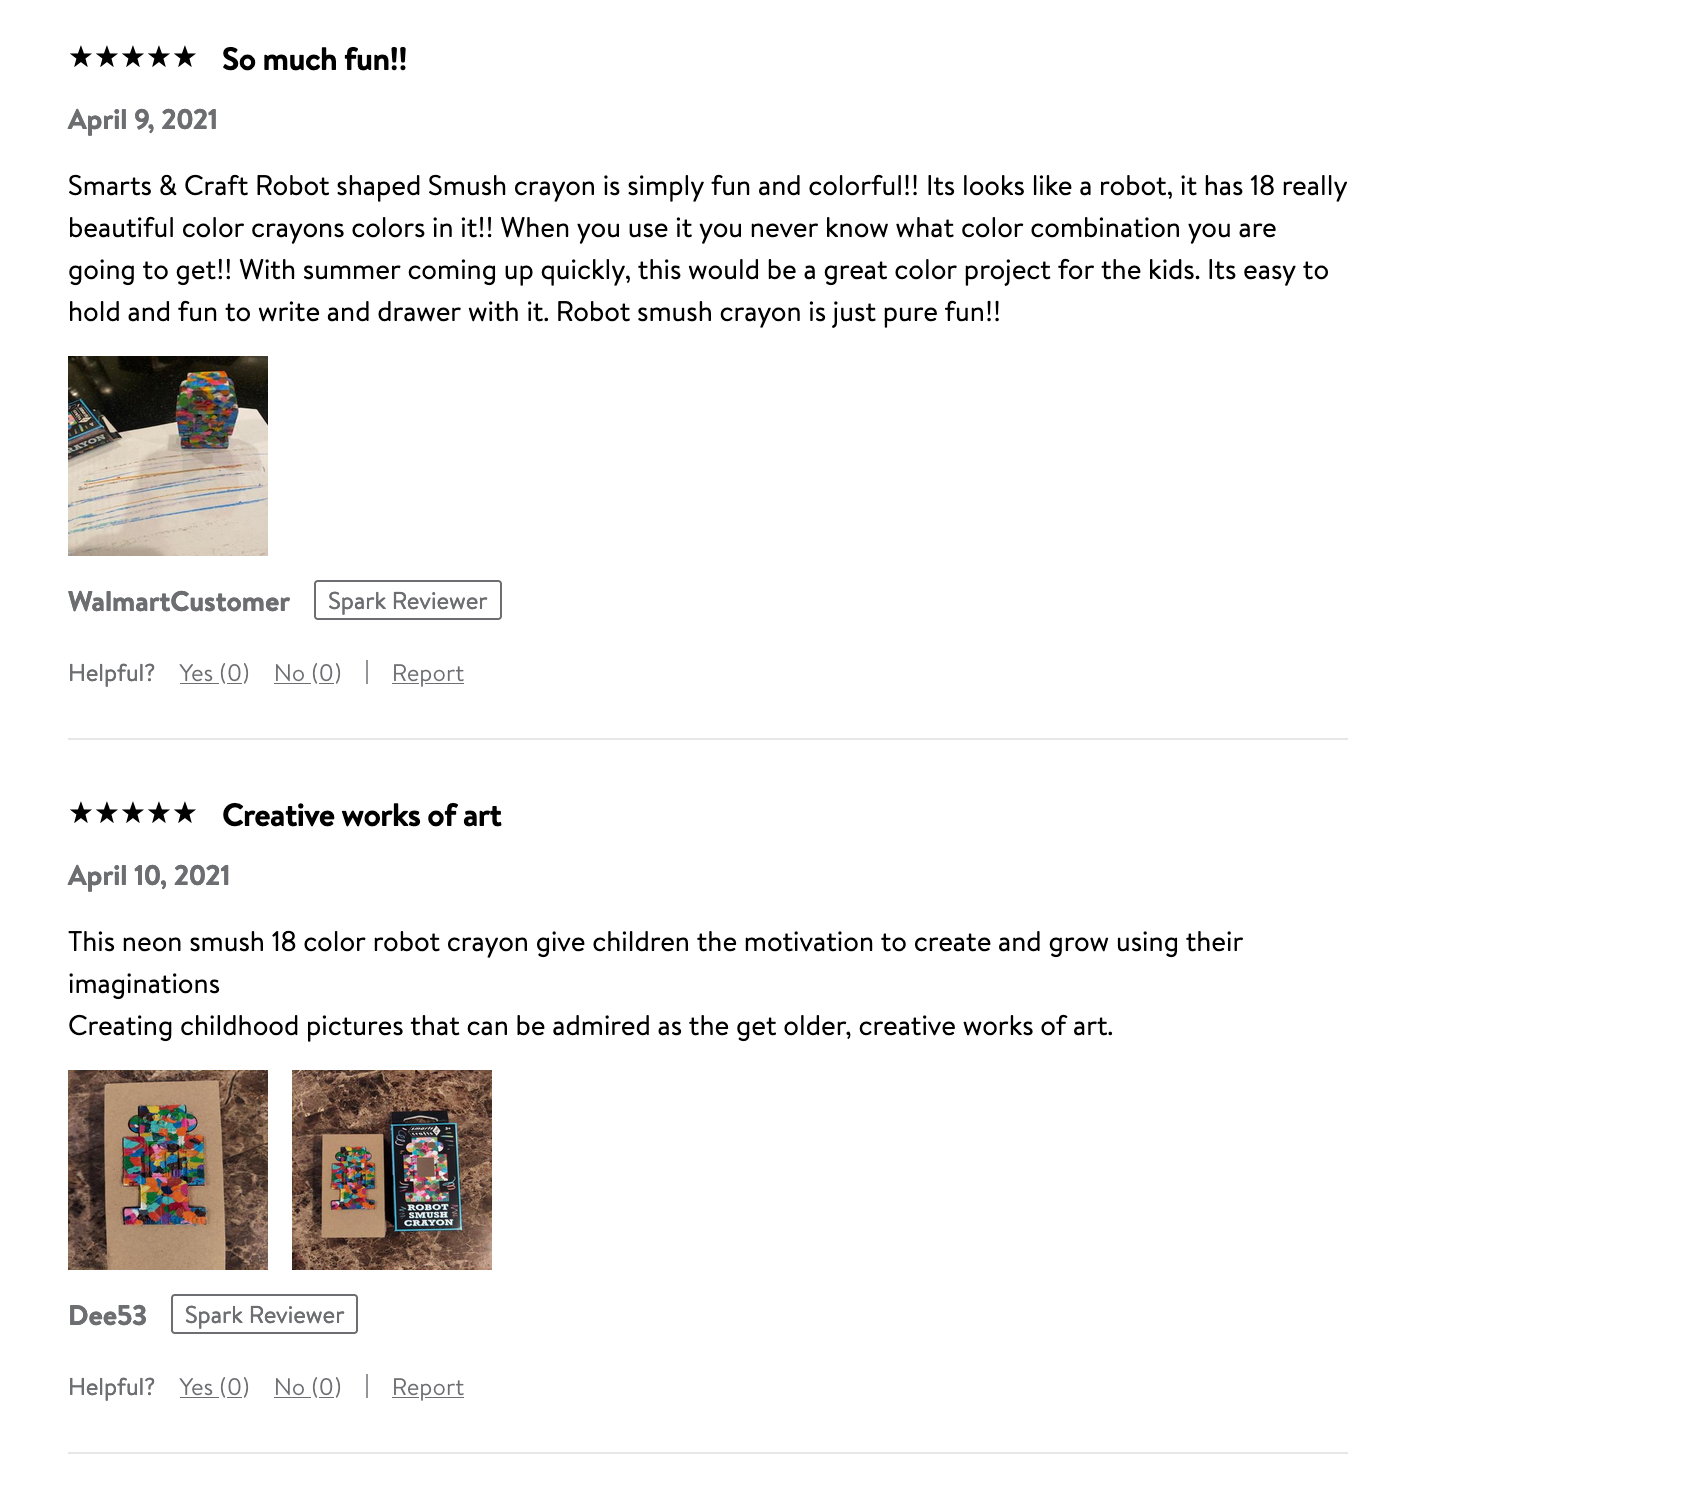 ★★★★★ So much fun!!
April 9, 2021
Smarts & Craft Robot shaped Smush crayon is simply fun and colorful!! Its looks like a robot, it has 18 really
beautiful color crayons colors in it!! When you use it you never know what color combination you are
going to get!! With summer coming up quickly, this would be a great color project for the kids. Its easy to
hold and fun to write and drawer with it. Robot smush crayon is just pure fun!!
WalmartCustomer Spark Reviewer
Helpful? Yes (0) No (0) | Report
★★★★★ Creative works of art
April 10, 2021
This neon smush 18 color robot crayon give children the motivation to create and grow using their
imaginations
Creating childhood pictures that can be admired as the get older, creative works of art.
ROBOT
SMUSH
CRAYON
Dee53 Spark Reviewer
Helpful? Yes (0) No (0) | Report